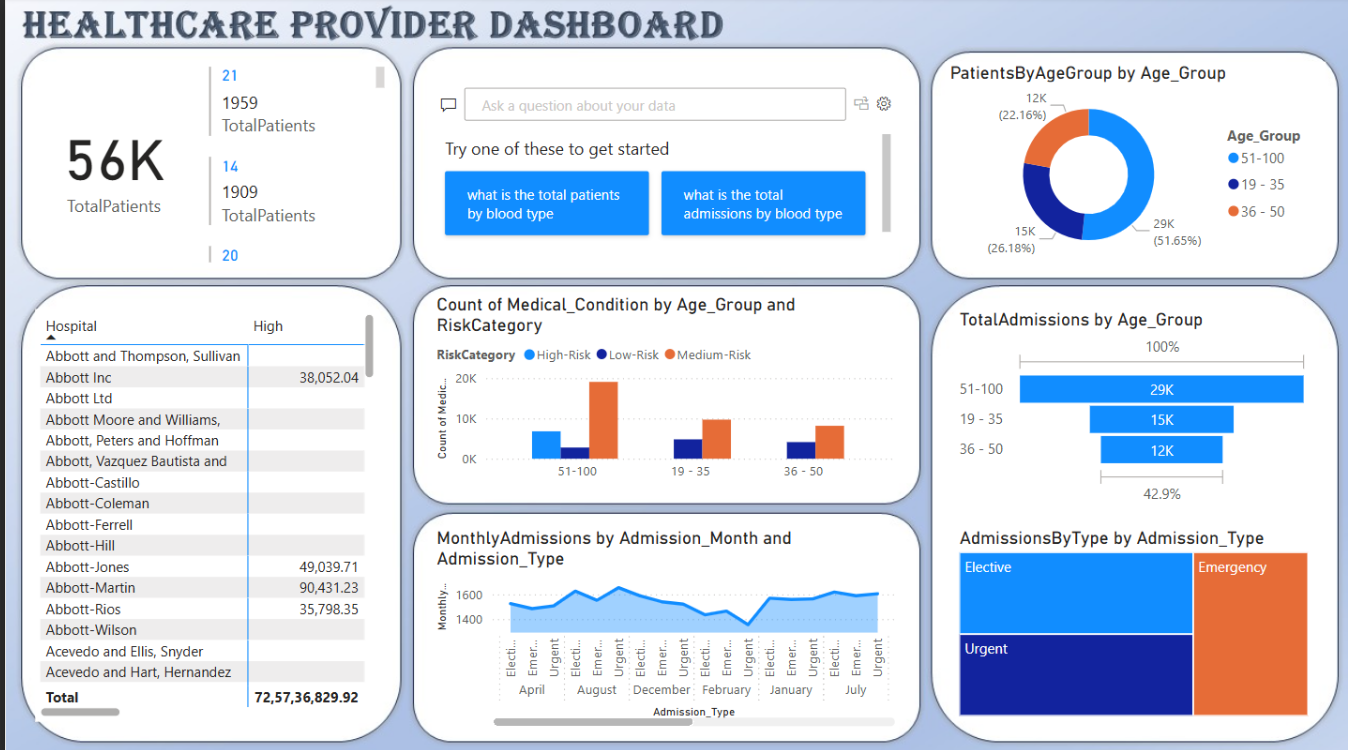 HEALTHCARE PROVIDER DASHBOARD
56K
TotalPatients
21
1959
TotalPatients
14
1909
TotalPatients
20
Ask a question about your data
Try one of these to get started
what is the total patients
by blood type
what is the total
admissions by blood type
PatientsByAgeGroup by Age_Group
12K
(22.16%)
15K
(26.18%)
29K
(51.65%)
Age_Group
51-100
19 - 35
36 - 50
Hospital High
Abbott and Thompson, Sullivan
Abbott Inc 38,052.04
Abbott Ltd
Abbott Moore and Williams,
Abbott, Peters and Hoffman
Abbott, Vazquez Bautista and
Abbott-Castillo
Abbott-Coleman
Abbott-Ferrell
Abbott-Hill
Abbott-Jones 49,039.71
Abbott-Martin 90,431.23
Abbott-Rios 35,798.35
Abbott-Wilson
Acevedo and Ellis, Snyder
Acevedo and Hart, Hernandez
Total 72,57,36,829.92
Count of Medical_Condition by Age_Group and
RiskCategory
RiskCategory High-Risk Low-Risk Medium-Risk
Count of Medic...
20K
10K
0K
51-100 19 - 35 36 - 50
MonthlyAdmissions by Admission_Month and
Admission_Type
Monthly...
1600
1400
Electi... Emer... Urgent Electi... Emer... Urgent Electi... Emer... Urgent Electi... Emer... Urgent Electi... Emer... Urgent Electi... Emer... Urgent
April August December February January July
Admission_Type
TotalAdmissions by Age_Group
100%
51-100 29K
19 - 35 15K
36 - 50 12K
42.9%
AdmissionsByType by Admission_Type
Elective Emergency
Urgent